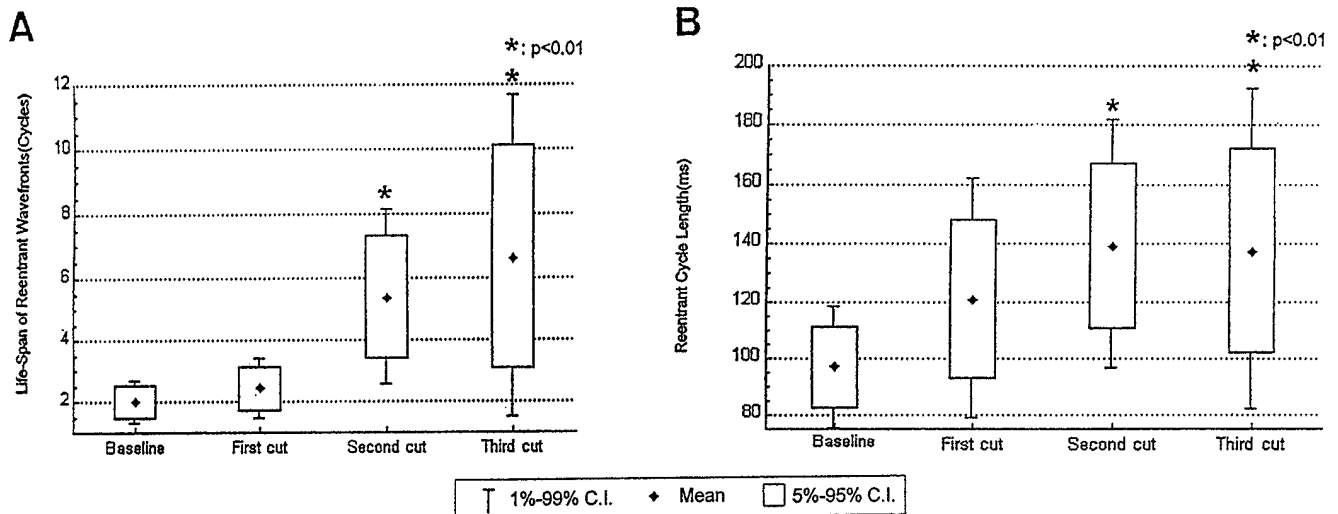 A
*: p<0.01
*
*
Life-Span of Reentrant Wavefronts(Cycles)
12
10
8
6
4
2
Baseline
First cut
Second cut
Third cut
B
*: p<0.01
*
*
Reentrant Cycle Length(ms)
200
180
160
140
120
100
80
Baseline
First cut
Second cut
Third cut
1%-99% C.I.
Mean
5%-95% C.I.